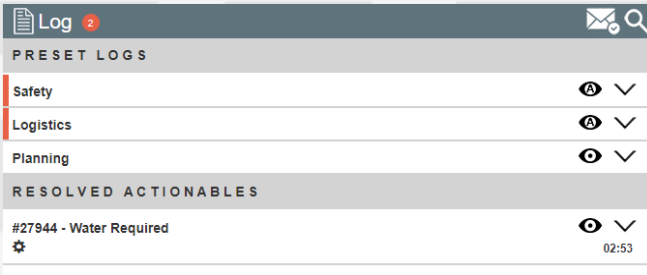 Log 2
PRESET LOGS
Safety A
Logistics A
Planning
RESOLVED ACTIONABLES
#27944 - Water Required
02:53